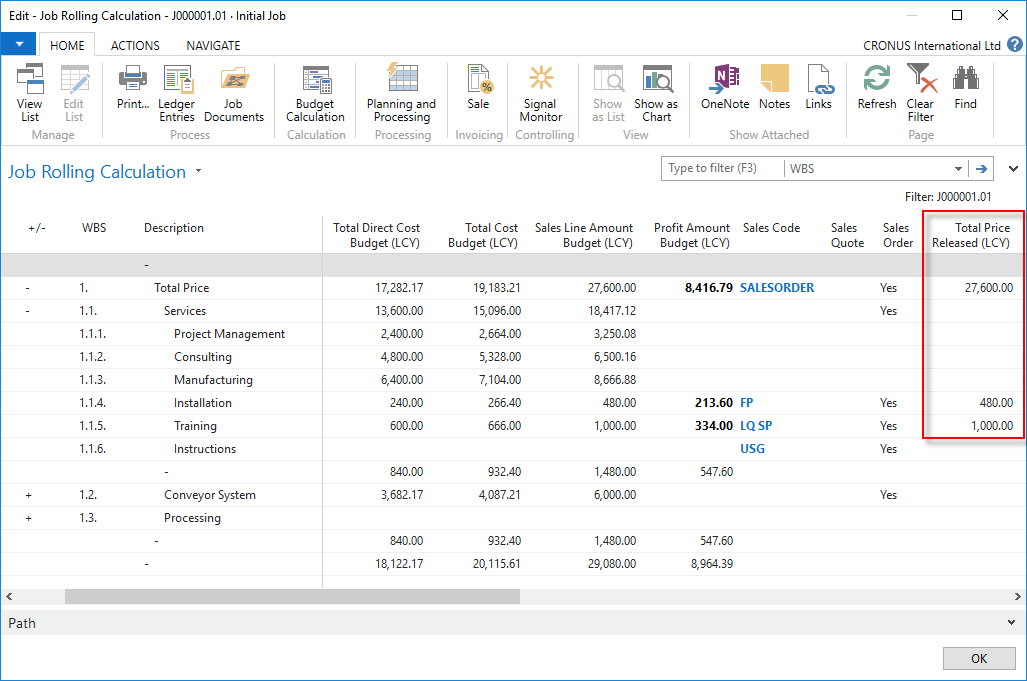 Edit - Job Rolling Calculation - J000001.01 · Initial Job
HOME ACTIONS NAVIGATE CRONUS International Ltd ?
View List Edit List Print... Ledger Entries Job Documents Budget Calculation Planning and Processing Sale Signal Monitor Show as List Show as Chart OneNote Notes Links Refresh Clear Filter Find
Manage Process Calculation Processing Invoicing Controlling View Show Attached Page
Job Rolling Calculation Type to filter (F3) WBS
Filter: J000001.01
+/- WBS Description Total Direct Cost Budget (LCY) Total Cost Budget (LCY) Sales Line Amount Budget (LCY) Profit Amount Budget (LCY) Sales Code Sales Quote Sales Order Total Price Released (LCY)
-
- 1. Total Price 17,282.17 19,183.21 27,600.00 8,416.79 SALESORDER Yes 27,600.00
- 1.1. Services 13,600.00 15,096.00 18,417.12 Yes
1.1.1. Project Management 2,400.00 2,664.00 3,250.08
1.1.2. Consulting 4,800.00 5,328.00 6,500.16
1.1.3. Manufacturing 6,400.00 7,104.00 8,666.88
1.1.4. Installation 240.00 266.40 480.00 213.60 FP Yes 480.00
1.1.5. Training 600.00 666.00 1,000.00 334.00 LQ SP Yes 1,000.00
1.1.6. Instructions USG Yes
- 840.00 932.40 1,480.00 547.60
+ 1.2. Conveyor System 3,682.17 4,087.21 6,000.00 Yes
+ 1.3. Processing
- 840.00 932.40 1,480.00 547.60
- 18,122.17 20,115.61 29,080.00 8,964.39
Path
OK